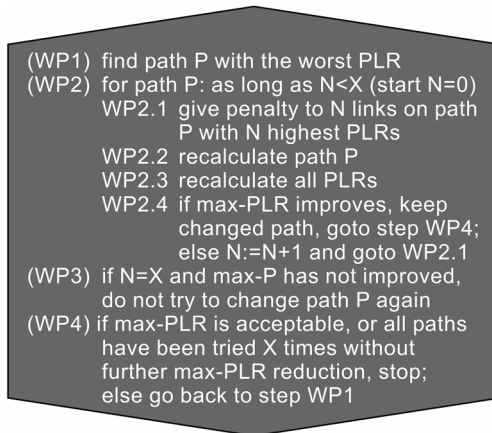 (WP1) find path P with the worst PLR
(WP2) for path P: as long as N<X (start N=0)
WP2.1 give penalty to N links on path
P with N highest PLRs
WP2.2 recalculate path P
WP2.3 recalculate all PLRs
WP2.4 if max-PLR improves, keep
changed path, goto step WP4;
else N:=N+1 and goto WP2.1
(WP3) if N=X and max-P has not improved,
do not try to change path P again
(WP4) if max-PLR is acceptable, or all paths
have been tried X times without
further max-PLR reduction, stop;
else go back to step WP1